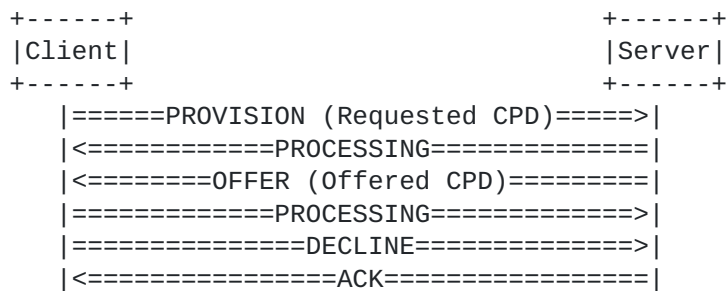 +------+ +------+
|Client| |Server|
+------+ +------+
|======PROVISION (Requested CPD)=====>|
|<============PROCESSING==============|
|<========OFFER (Offered CPD)=========|
|=============PROCESSING=============>|
|===============DECLINE==============>|
|<================ACK=================|